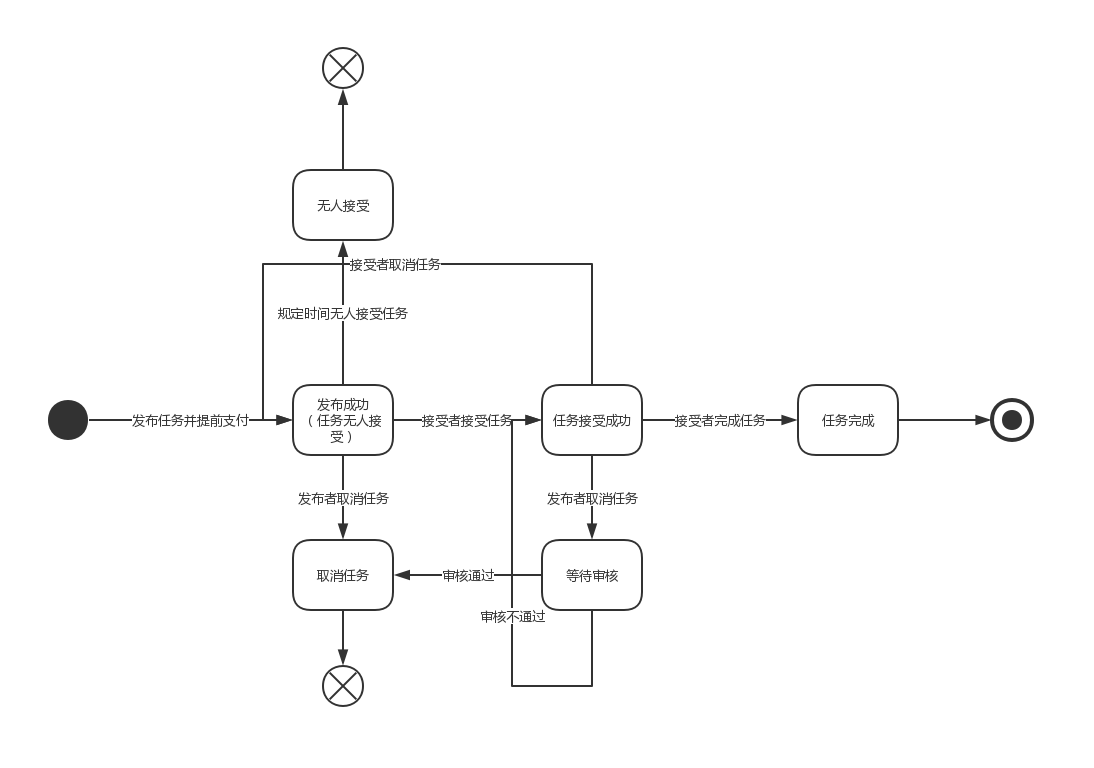 无人接受
接受者取消任务
规定时间无人接受任务
发布任务并提前支付
发布成功
（任务无人接
受）
接受者接受任务
任务接受成功
接受者完成任务
任务完成
发布者取消任务
发布者取消任务
取消任务
审核通过
等待审核
审核不通过